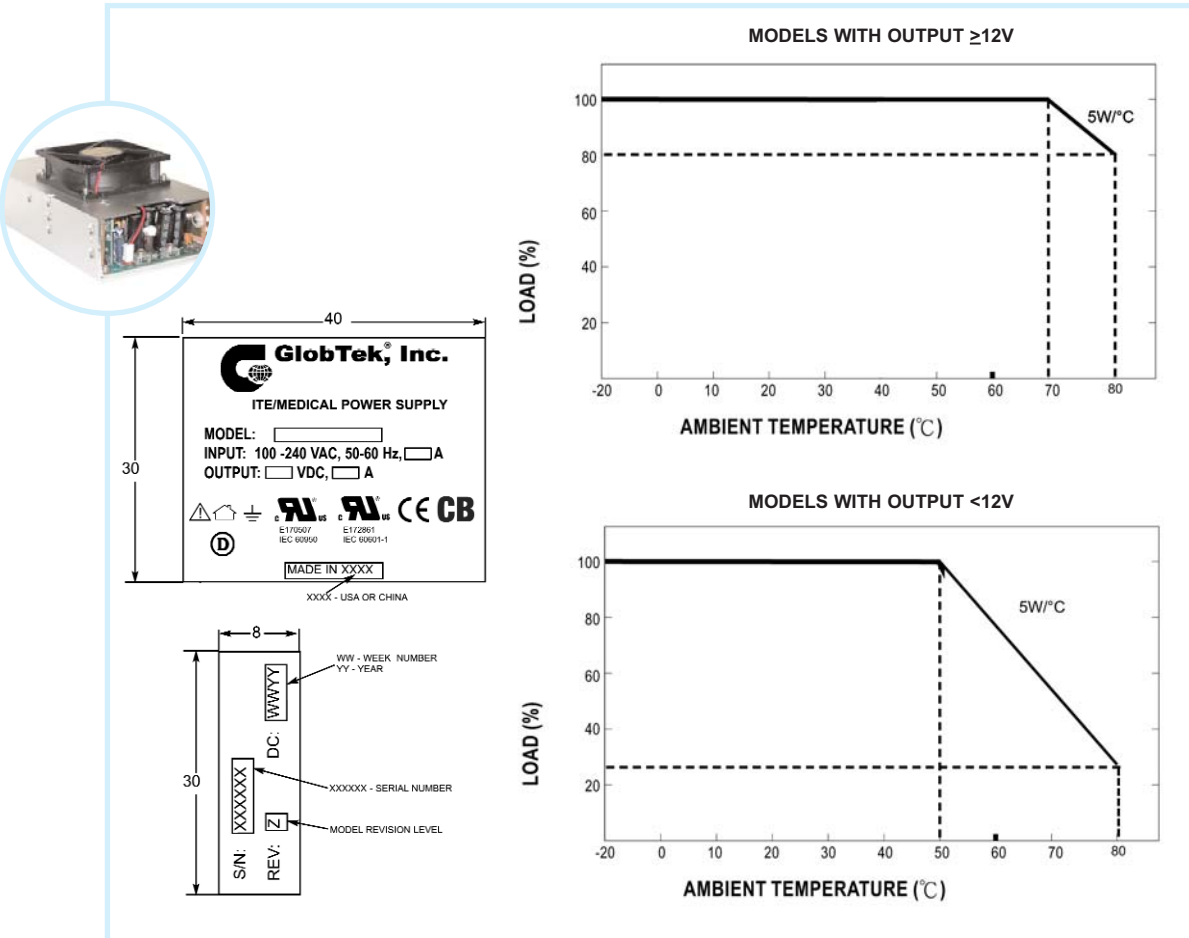 MODELS WITH OUTPUT ≥12V
100
80
60
40
20
5W/°C
LOAD (%)
-20 0 10 20 30 40 50 60 70 80
AMBIENT TEMPERATURE (℃)
40
30
GlobTek,® Inc.
ITE/MEDICAL POWER SUPPLY
MODEL:
INPUT: 100 -240 VAC, 50-60 Hz, A
OUTPUT: VDC, A
c RU® us c RU® us CE CB
E170507 E172861
IEC 60950 IEC 60601-1
D
MADE IN XXXX
XXXX - USA OR CHINA
8
30
WW - WEEK NUMBER
YY - YEAR
XXXXXX - SERIAL NUMBER
MODEL REVISION LEVEL
S/N: XXXXXX DC: WWYY
REV: Z
MODELS WITH OUTPUT <12V
100
80
60
40
20
5W/°C
LOAD (%)
-20 0 10 20 30 40 50 60 70 80
AMBIENT TEMPERATURE (℃)